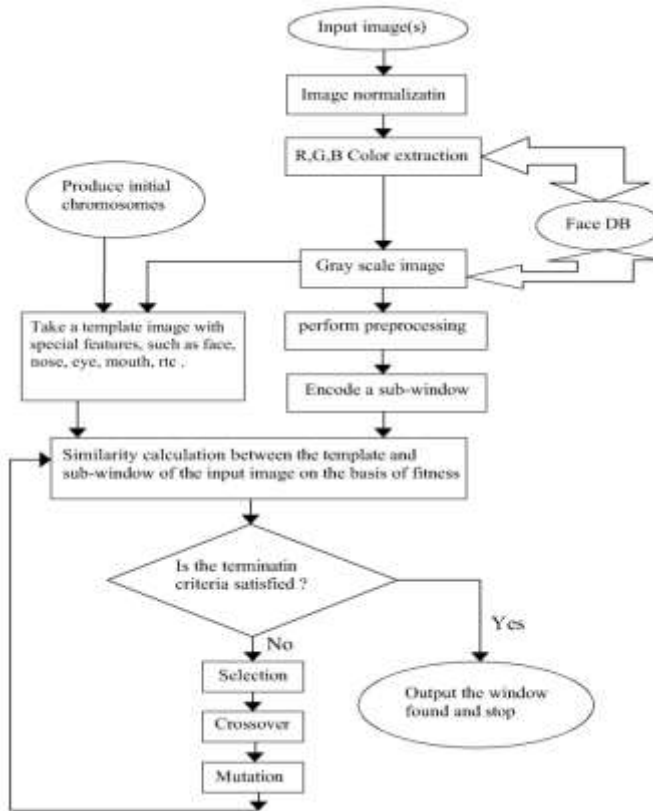 Input image(s)
Image normalizatin
R,G,B Color extraction
Produce initial
chromosomes
Face DB
Gray scale image
Take a template image with
special features, such as face,
nose, eye, mouth, rtc .
perform preprocessing
Encode a sub-window
Similarity calculation between the template and
sub-window of the input image on the basis of fitness
Is the terminatin
criteria satisfied ?
Yes
No
Selection
Output the window
found and stop
Crossover
Mutation